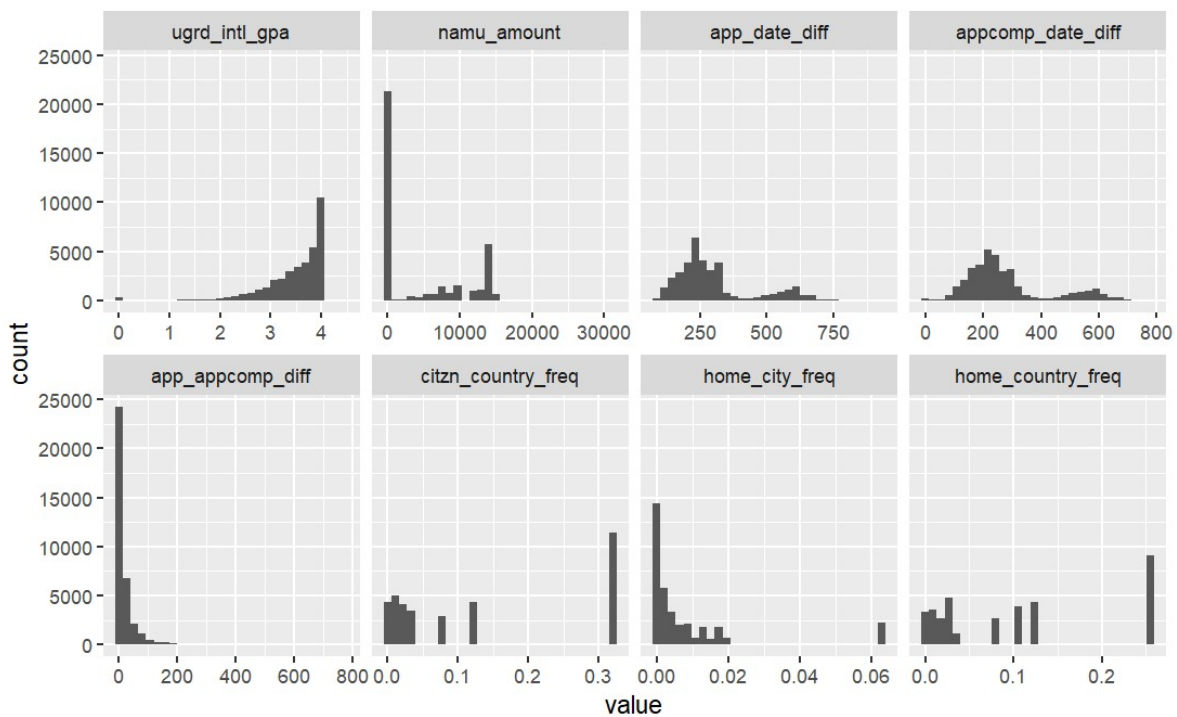 ugrd_intl_gpa namu_amount app_date_diff appcomp_date_diff
25000
20000
15000
10000
5000
0
0 1 2 3 4 0 10000 20000 30000 250 500 750 0 200 400 600 800
count
app_appcomp_diff citzn_country_freq home_city_freq home_country_freq
25000
20000
15000
10000
5000
0
0 200 400 600 800 0.0 0.1 0.2 0.3 0.00 0.02 0.04 0.06 0.0 0.1 0.2
value